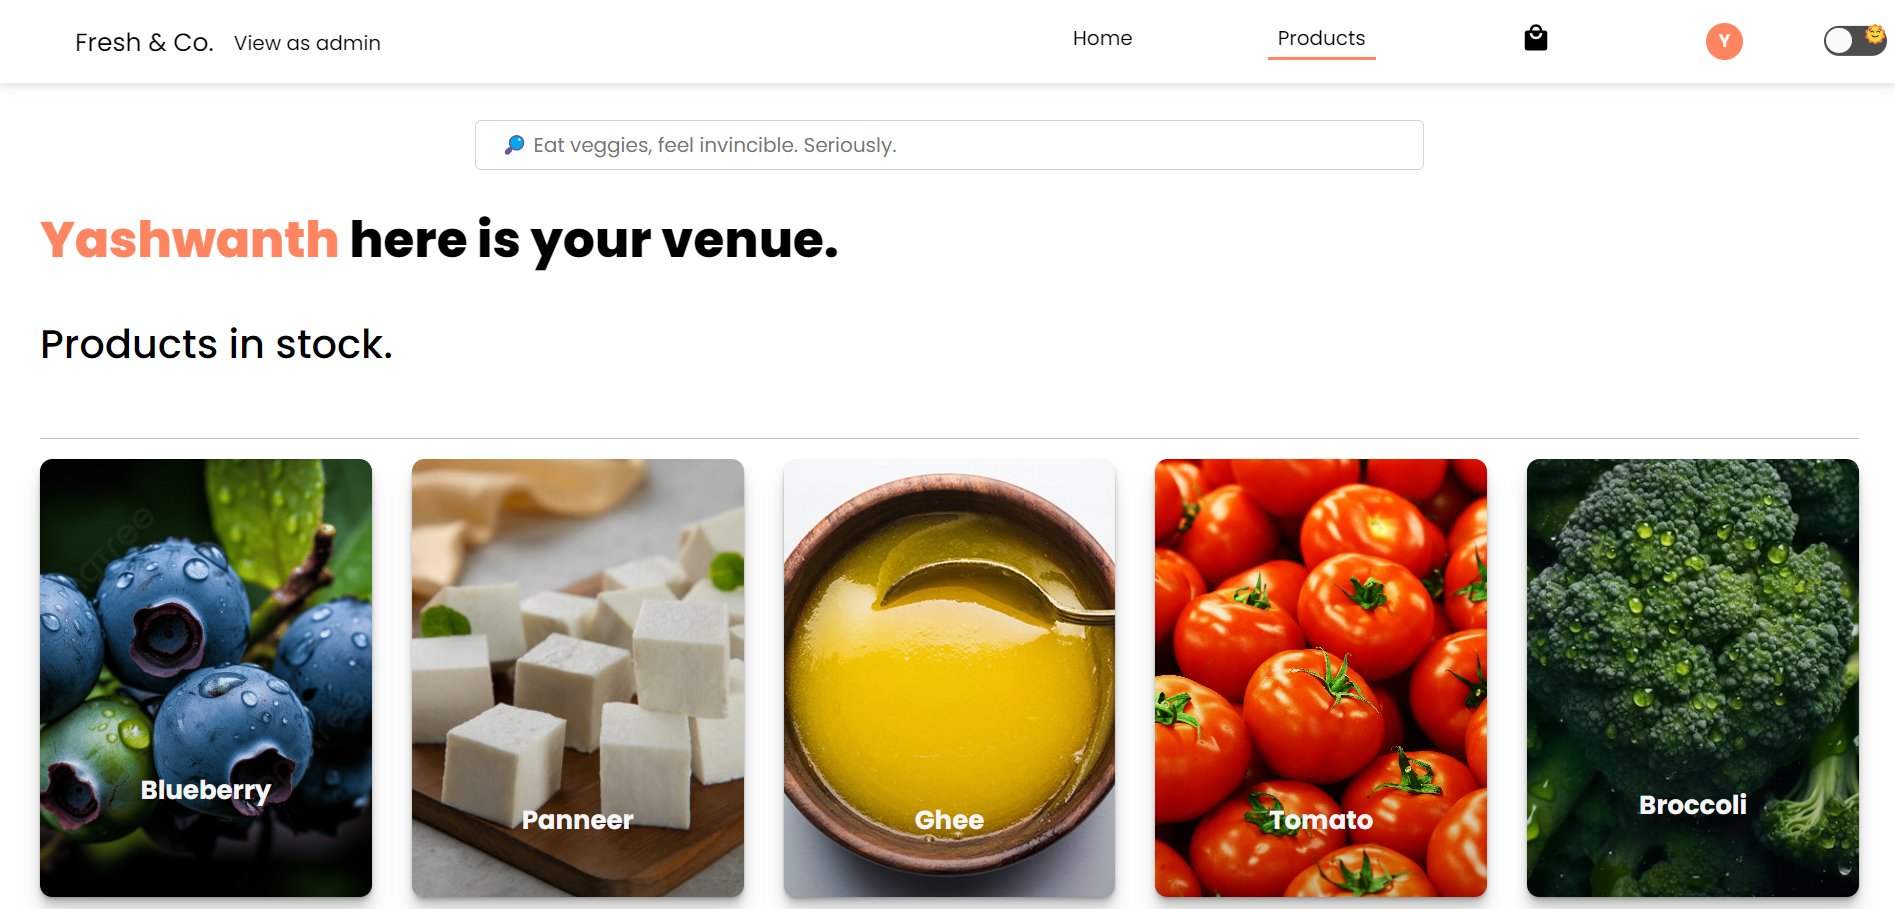 Fresh & Co. View as admin Home Products Y
🔎 Eat veggies, feel invincible. Seriously.
Yashwanth here is your venue.
Products in stock.
Blueberry
Panneer
Ghee
Tomato
Broccoli